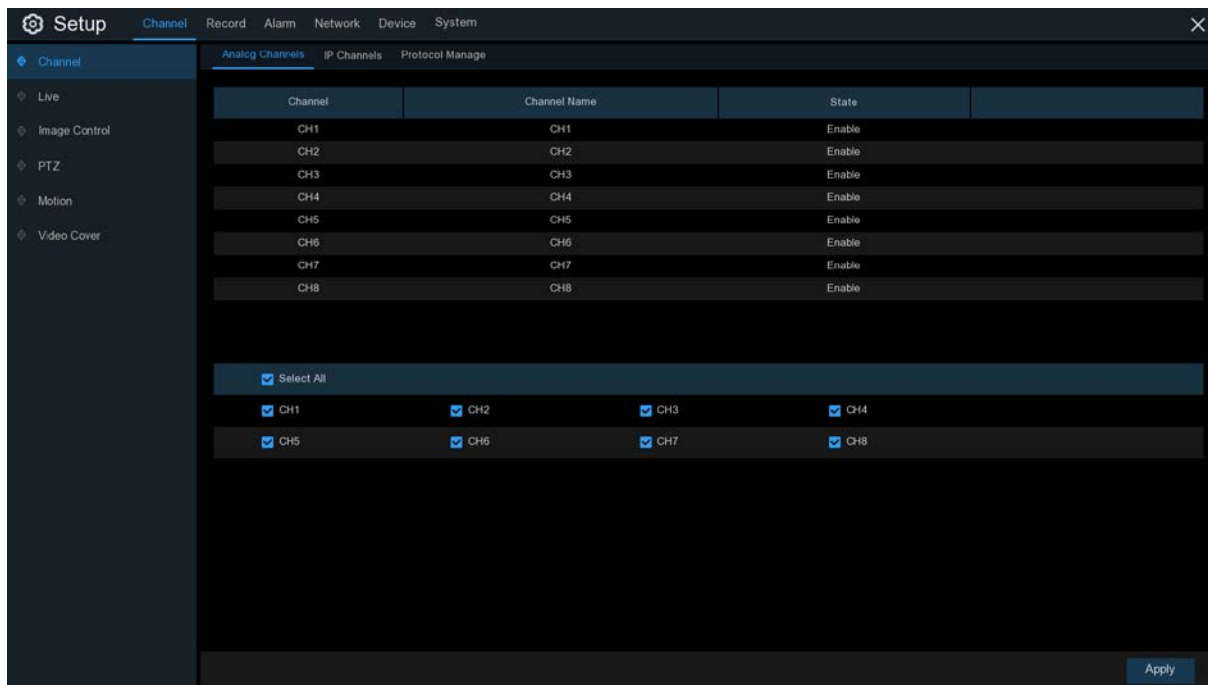 Setup Channel Record Alarm Network Device System
Channel
Live
Image Control
PTZ
Motion
Video Cover
Analog Channels IP Channels Protocol Manage
Channel Channel Name State
CH1 CH1 Enable
CH2 CH2 Enable
CH3 CH3 Enable
CH4 CH4 Enable
CH5 CH5 Enable
CH6 CH6 Enable
CH7 CH7 Enable
CH8 CH8 Enable
Select All
CH1 CH2 CH3 CH4
CH5 CH6 CH7 CH8
Apply